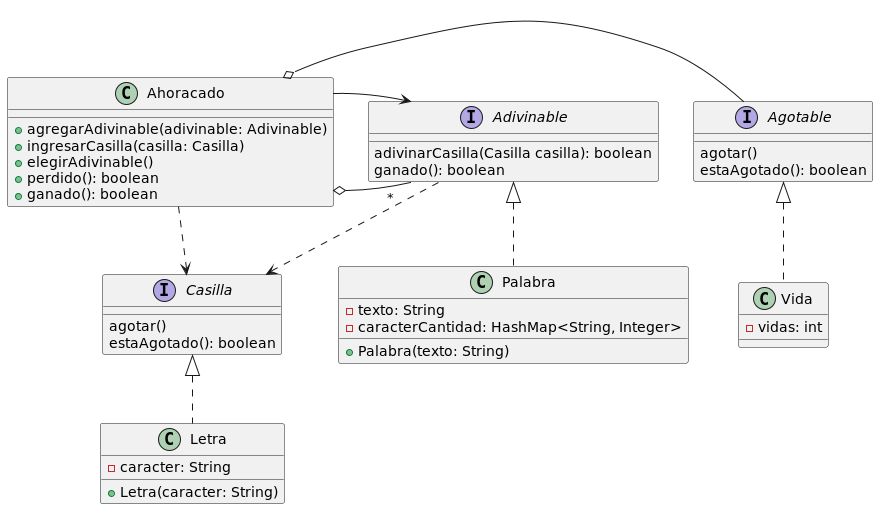 C Ahoracado
agregarAdivinable(adivinable: Adivinable)
ingresarCasilla(casilla: Casilla)
elegirAdivinable()
perdido(): boolean
ganado(): boolean
I Adivinable
adivinarCasilla(Casilla casilla): boolean
ganado(): boolean
I Agotable
agotar()
estaAgotado(): boolean
*
I Casilla
agotar()
estaAgotado(): boolean
C Palabra
texto: String
caracterCantidad: HashMap<String, Integer>
Palabra(texto: String)
C Vida
vidas: int
C Letra
caracter: String
Letra(caracter: String)